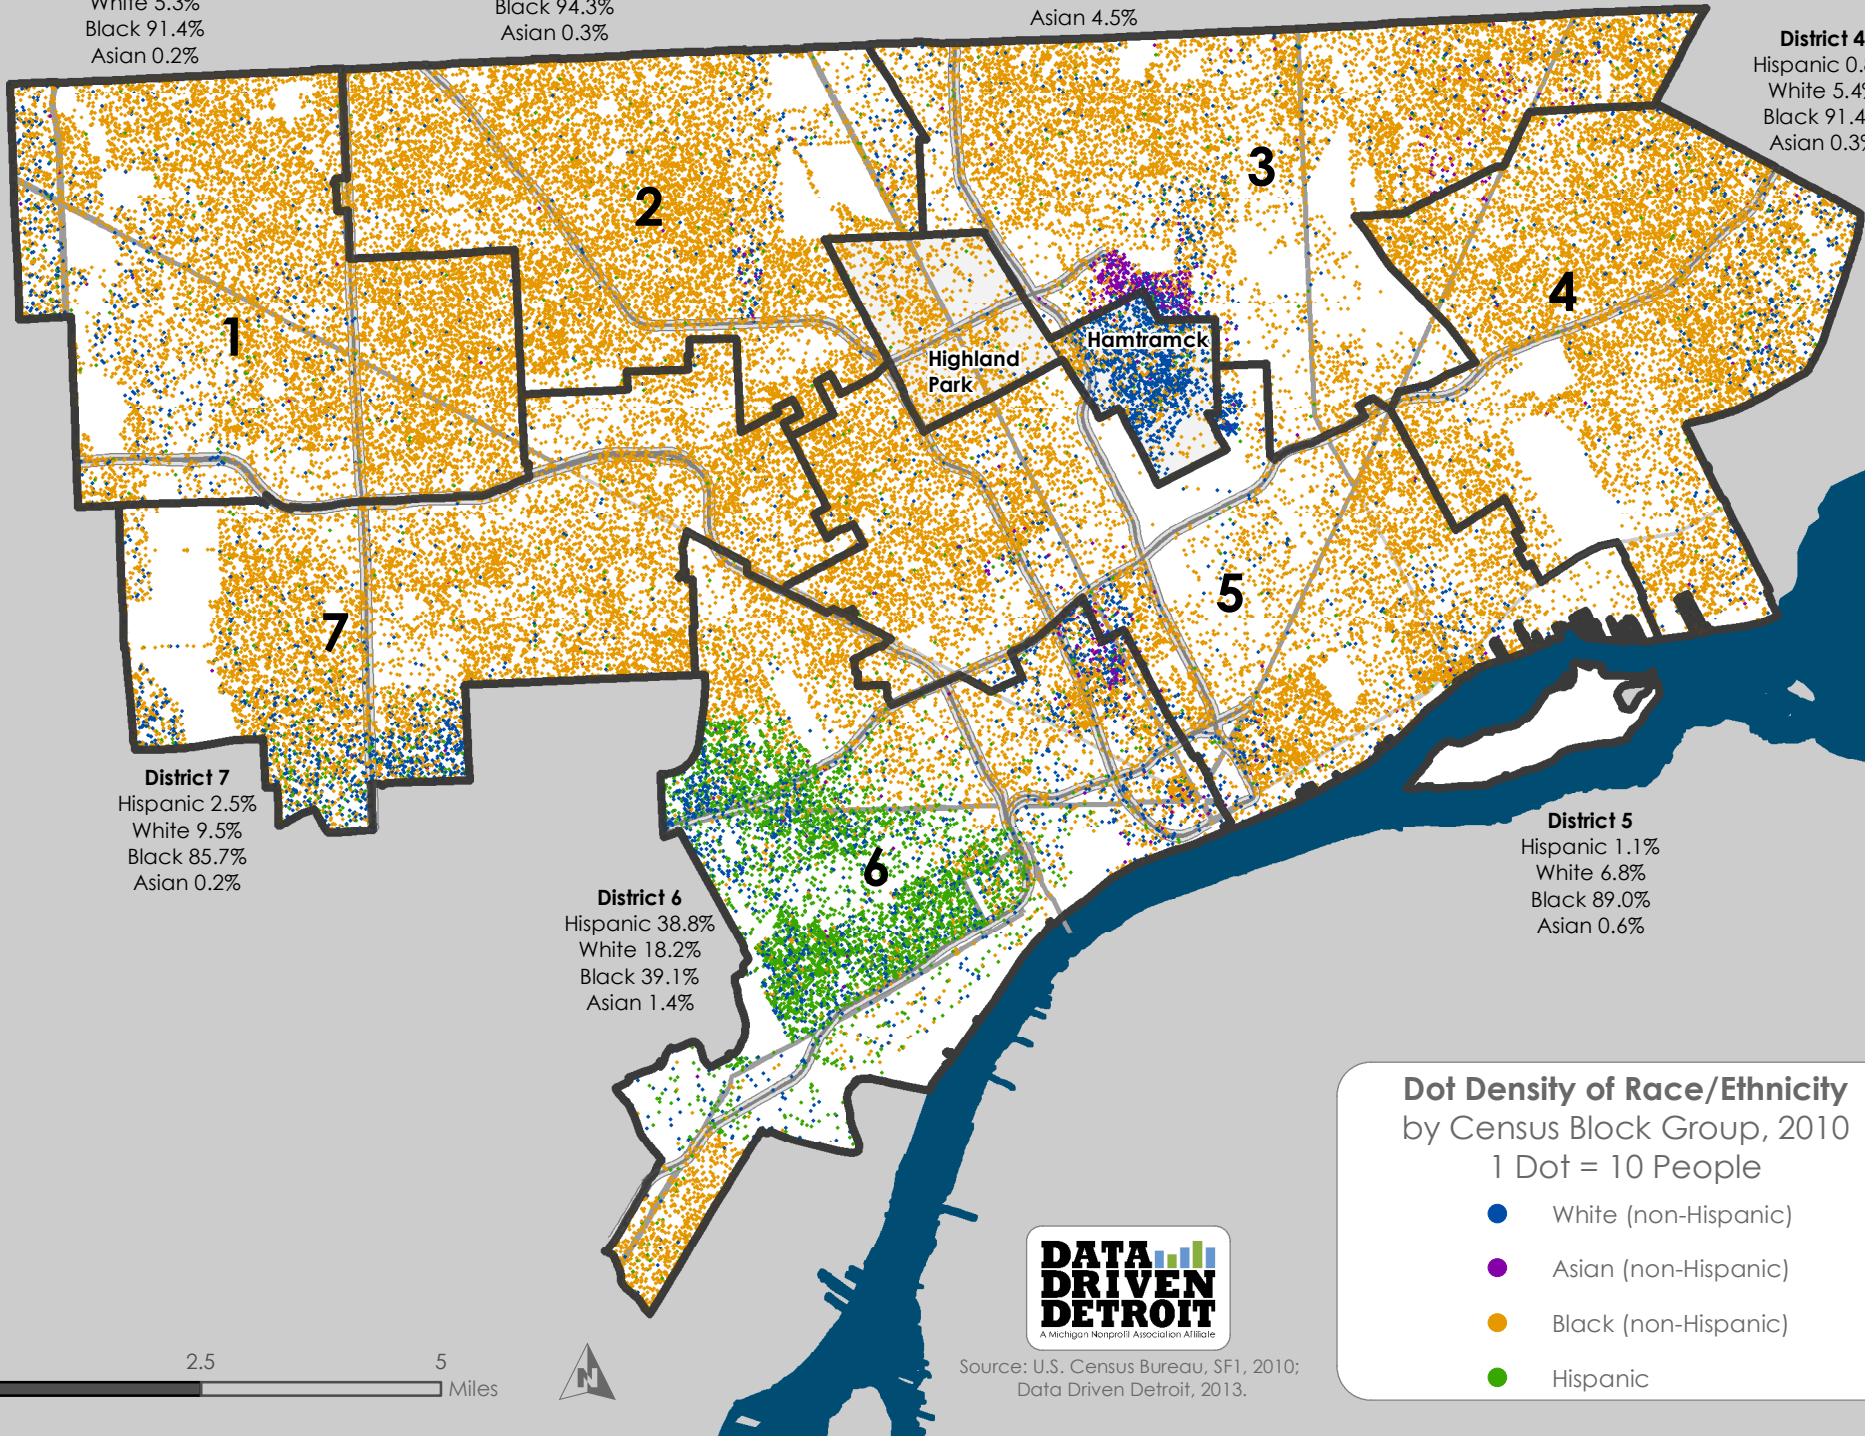 White 5.3%
Black 91.4%
Asian 0.2%
Black 94.3%
Asian 0.3%
Asian 4.5%
District 4
Hispanic 0.
White 5.4%
Black 91.4
Asian 0.3%
1
2
3
4
5
6
7
Highland
Park
Hamtramck
District 7
Hispanic 2.5%
White 9.5%
Black 85.7%
Asian 0.2%
District 6
Hispanic 38.8%
White 18.2%
Black 39.1%
Asian 1.4%
District 5
Hispanic 1.1%
White 6.8%
Black 89.0%
Asian 0.6%
Dot Density of Race/Ethnicity
by Census Block Group, 2010
1 Dot = 10 People
White (non-Hispanic)
Asian (non-Hispanic)
Black (non-Hispanic)
Hispanic
DATA
DRIVEN
DETROIT
A Michigan Nonprofit Association Affiliate
Source: U.S. Census Bureau, SF1, 2010;
Data Driven Detroit, 2013.
2.5
5
Miles
N